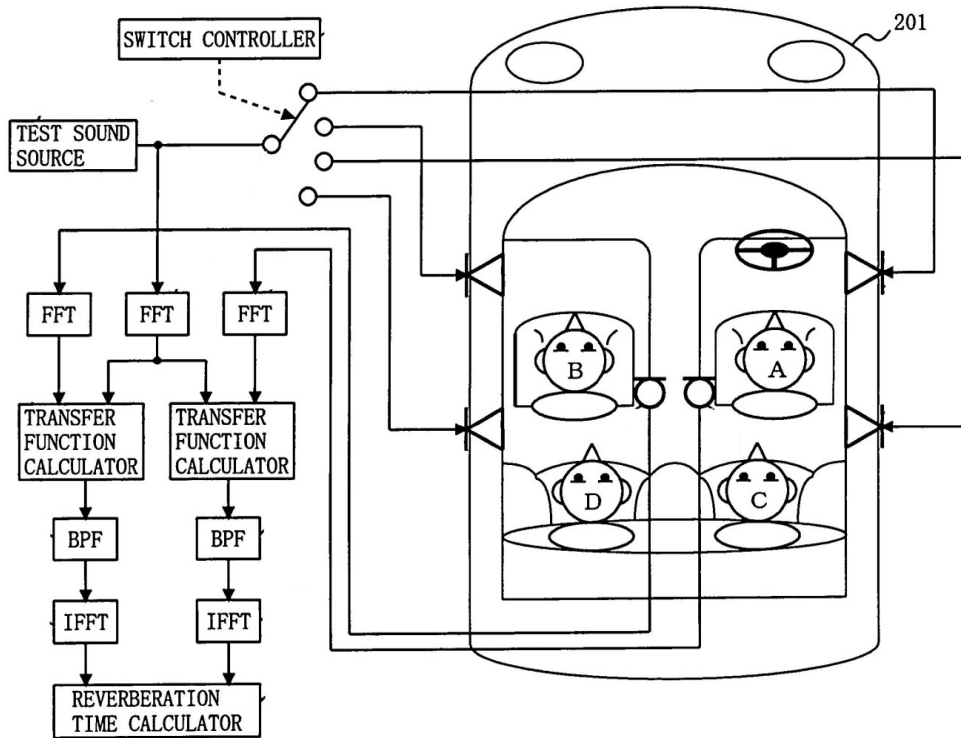 SWITCH CONTROLLER
201
TEST SOUND
SOURCE
FFT
FFT
FFT
B
A
TRANSFER
FUNCTION
CALCULATOR
TRANSFER
FUNCTION
CALCULATOR
D
C
BPF
BPF
IFFT
IFFT
REVERBERATION
TIME CALCULATOR